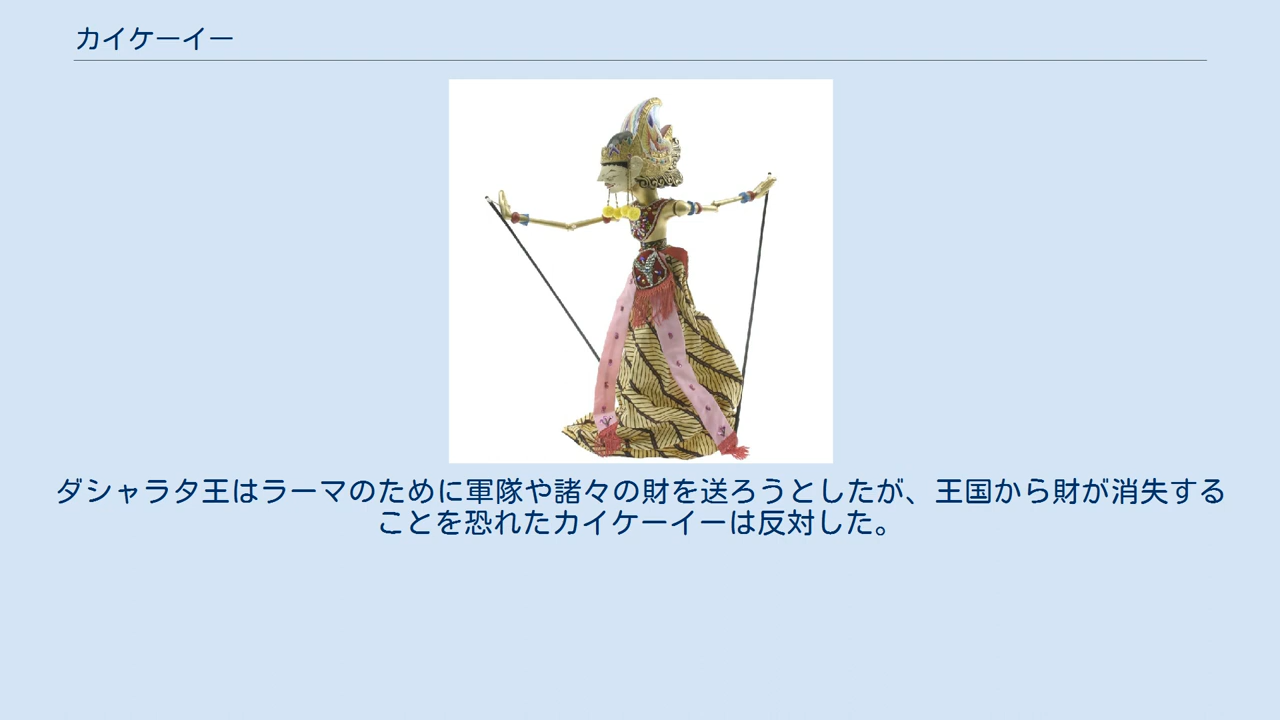 カイケーイー
ダシャラタ王はラーマのために軍隊や諸々の財を送ろうとしたが、王国から財が消失する
ことを恐れたカイケーイーは反対した。